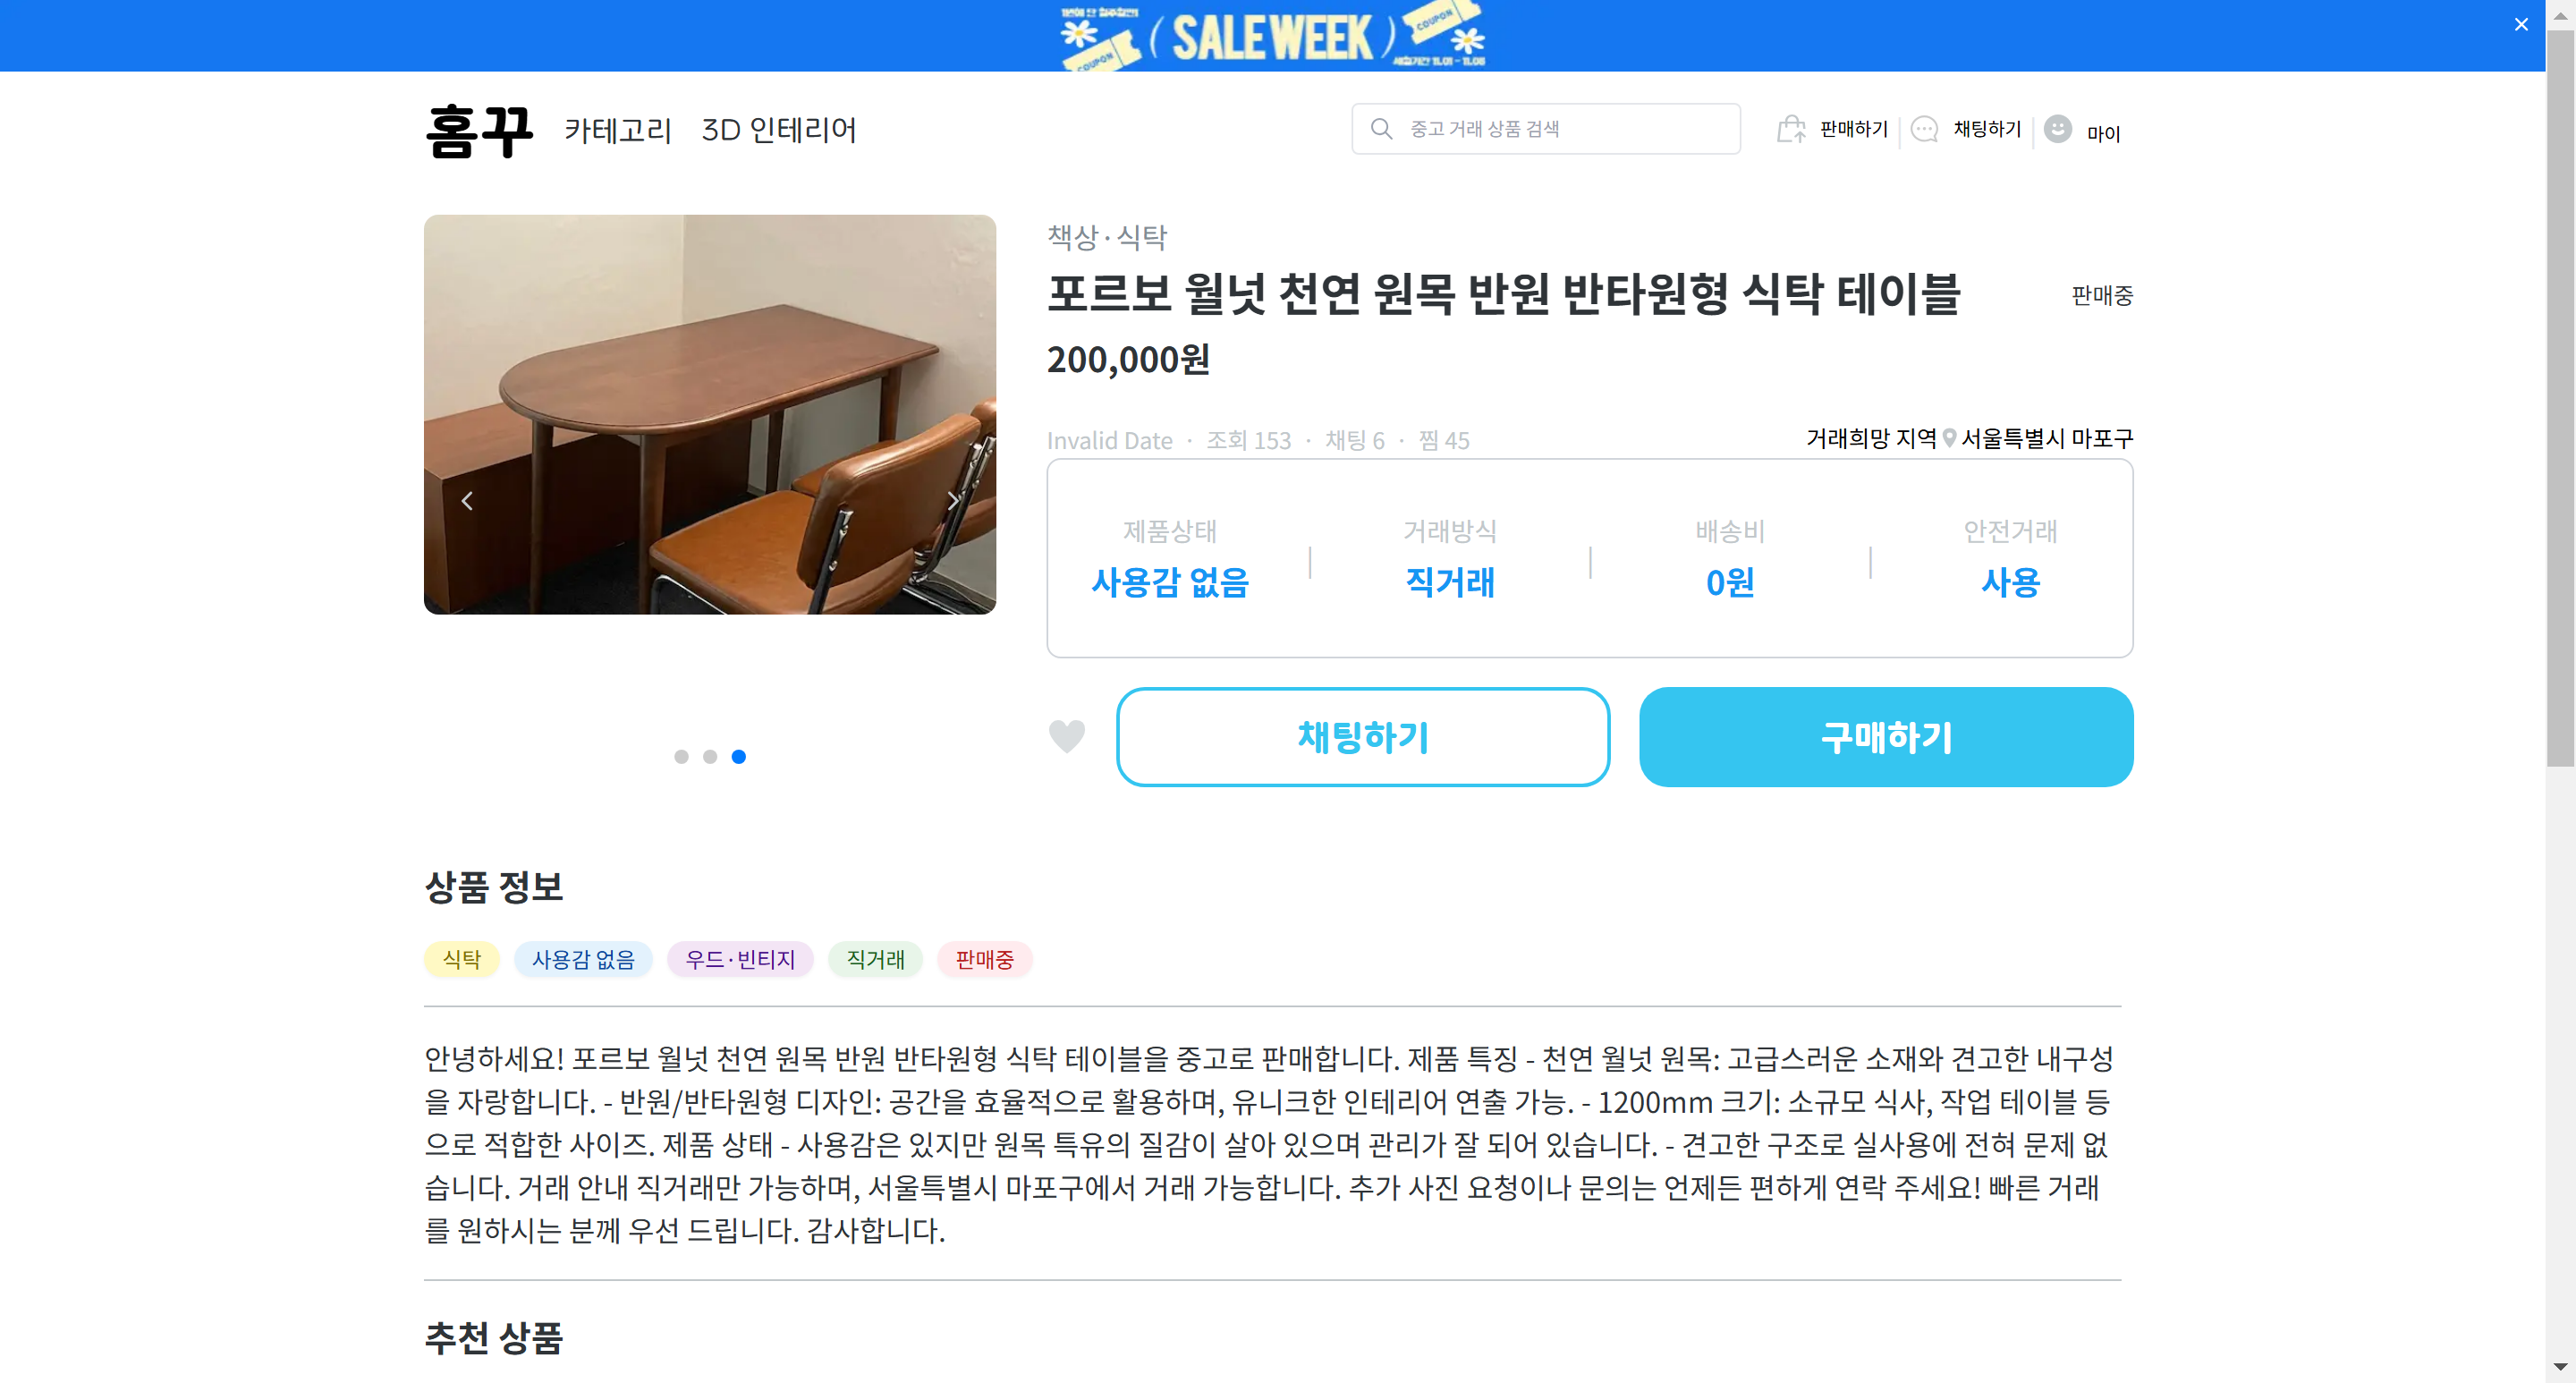 1년에 단 일주일만!
COUPON
(SALE WEEK)
COUPON
세일기간 11.01 - 11.08
홈꾸
카테고리
3D 인테리어
중고 거래 상품 검색
판매하기
채팅하기
마이
책상·식탁
포르보 월넛 천연 원목 반원 반타원형 식탁 테이블
판매중
200,000원
Invalid Date · 조회 153 · 채팅 6 · 찜 45
거래희망 지역 서울특별시 마포구
제품상태
사용감 없음
거래방식
직거래
배송비
0원
안전거래
사용
채팅하기
구매하기
상품 정보
식탁
사용감 없음
우드·빈티지
직거래
판매중
안녕하세요! 포르보 월넛 천연 원목 반원 반타원형 식탁 테이블을 중고로 판매합니다. 제품 특징 - 천연 월넛 원목: 고급스러운 소재와 견고한 내구성
을 자랑합니다. - 반원/반타원형 디자인: 공간을 효율적으로 활용하며, 유니크한 인테리어 연출 가능. - 1200mm 크기: 소규모 식사, 작업 테이블 등
으로 적합한 사이즈. 제품 상태 - 사용감은 있지만 원목 특유의 질감이 살아 있으며 관리가 잘 되어 있습니다. - 견고한 구조로 실사용에 전혀 문제 없
습니다. 거래 안내 직거래만 가능하며, 서울특별시 마포구에서 거래 가능합니다. 추가 사진 요청이나 문의는 언제든 편하게 연락 주세요! 빠른 거래
를 원하시는 분께 우선 드립니다. 감사합니다.
추천 상품